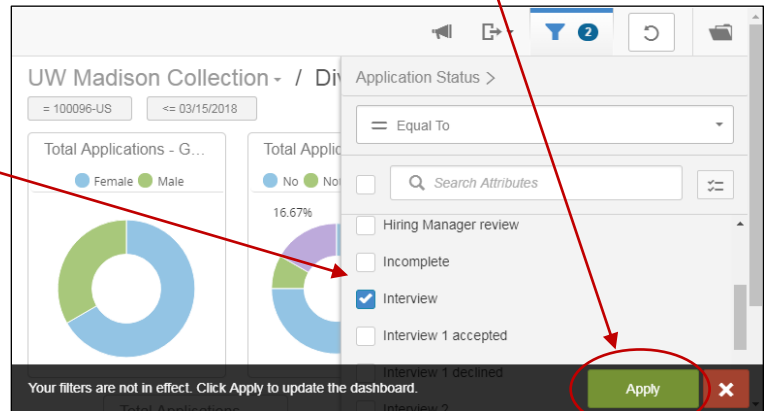 2
UW Madison Collection - / Div
= 100096-US
<= 03/15/2018
Total Applications - G...
Female
Male
Total Applic
No
16.67%
Application Status >
= Equal To
Search Attributes
Hiring Manager review
Incomplete
Interview
Interview 1 accepted
Interview 1 declined
Interview 2
Your filters are not in effect. Click Apply to update the dashboard.
Apply
Total Applications